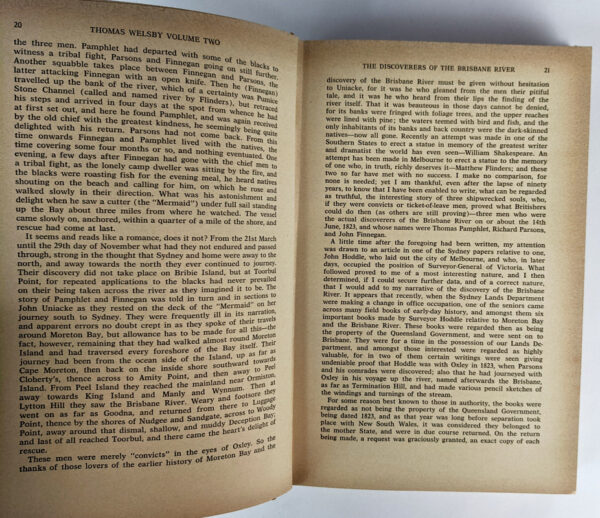 20
THOMAS WELSBY VOLUME TWO
the three men. Pamphlet had departed with some of the blacks to
witness a tribal fight, Parsons and Finnegan going on still further.
Another squabble takes place between Finnegan and Parsons, the
latter attacking Finnegan with an open knife. Then he (Finnegan)
travelled up the bank of the river, which of a certainty was Pumice
Stone Channel (called and named river by Flinders), but retraced
his steps and arrived in four days at the spot from whence he had
at first set out, and here he found Pamphlet, and was again received
by the old chief with the greatest kindness, he seemingly being quite
delighted with his return. Parsons had not come back. From this
time onwards Finnegan and Pamphlet lived with the natives, the
time covering some four months or so, and nothing eventuated. One
evening, a few days after Finnegan had gone with the chief men to
a tribal fight, as the lonely camp dweller was sitting by the fire, and
the blacks were roasting fish for the evening meal, he heard natives
shouting on the beach and calling for him, on which he rose and
walked slowly in their direction. What was his astonishment and
delight when he saw a cutter (the "Mermaid") under full sail standing
up the Bay about three miles from where he watched. The vessel
came slowly on, anchored, within a quarter of a mile of the shore, and
rescue had come at last.
It seems and reads like a romance, does it not? From the 21st March
until the 29th day of November what had they not endured and passed
through, strong in the thought that Sydney and home were away to the
north, and away towards the north they ever continued to journey.
Their discovery did not take place on Bribie Island, but at Toorbul
Point, for repeated applications to the blacks had never prevailed
on their being taken across the river as they imagined it to be. The
story of Pamphlet and Finnegan was told in turn and in sections to
John Uniacke as they rested on the deck of the "Mermaid" on her
journey south to Sydney. They were frequently ill in its narration,
and apparent errors no doubt crept in as they spoke of their travels
around Moreton Bay, but allowance has to be made for all this—the
fact, however, remaining that they had walked almost round Moreton
Island and had traversed every foreshore of the Bay itself. Their
journey had been from the ocean side of the Island, up as far as
Cape Moreton, then back on the inside shore southward towards
Cloherty's, thence across to Amity Point, and then away to Peel
Island. From Peel Island they reached the mainland near Ormiston,
away towards King Island and Manly and Wynnum. Then at
Lytton Hill they saw the Brisbane River. Weary and footsore they
went on as far as Goodna, and returned from there to Luggage
Point, thence by the shores of Nudgee and Sandgate, across to Woody
Point, away around that dismal, shallow, and muddy Deception Bay,
and last of all reached Toorbul, and there came the heart's delight of
rescue.
These men were merely "convicts" in the eyes of Oxley. So the
thanks of those lovers of the earlier history of Moreton Bay and the
THE DISCOVERERS OF THE BRISBANE RIVER
21
discovery of the Brisbane River must be given without hesitation
to Uniacke, for it was he who gleaned from the men their pitiful
tale, and it was he who heard from their lips the finding of the
river itself. That it was beauteous in those days cannot be denied,
for its banks were fringed with foliage trees, and the upper reaches
were lined with pine; the waters teemed with bird and fish, and the
only inhabitants of its banks and back country were the dark-skinned
natives—now all gone. Recently an attempt was made in one of the
Southern States to erect a statue in memory of the greatest writer
and dramatist the world has ever seen—William Shakespeare. An
attempt has been made in Melbourne to erect a statue to the memory
of one who, in truth, richly deserves it—Matthew Flinders; and these
two so far have met with no success. I make no comparison, for
none is needed; yet I am thankful, even after the lapse of ninety
years, to know that I have been enabled to write, what can be regarded
as truthful, the interesting story of three shipwrecked souls, who,
if they were convicts or ticket-of-leave men, proved what Britishers
could do then (as others are still proving)—three men who were
the actual discoverers of the Brisbane River on or about the 14th
June, 1823, and whose names were Thomas Pamphlet, Richard Parsons,
and John Finnegan.
A little time after the foregoing had been written, my attention
was drawn to an article in one of the Sydney papers relative to one,
John Hoddle, who laid out the city of Melbourne, and who, in later
days, occupied the position of Surveyor-General of Victoria. What
followed proved to me of a most interesting nature, and I then
determined, if I could secure further data, and of a correct nature,
that I would add to my narrative of the discovery of the Brisbane
River. It appears that recently, when the Sydney Lands Department
were making a change in office occupation, one of the seniors came
across many field books of early-day history, and amongst them six
important books made by Surveyor Hoddle relative to Moreton Bay
and the Brisbane River. These books were regarded then as being
the property of the Queensland Government, and were sent on to
Brisbane. They were for a time in the possession of our Lands De-
partment, and amongst those interested were regarded as highly
valuable, for in two of them certain writings were seen giving
undeniable proof that Hoddle was with Oxley in 1823, when Parsons
and his comrades were discovered; also that he had journeyed with
Oxley in his voyage up the river, named afterwards the Brisbane,
as far as Termination Hill, and had made various pencil sketches of
the windings and turnings of the stream.
For some reason best known to those in authority, the books were
regarded as not being the property of the Queensland Government,
being dated 1823, and as that was long before separation took
place with New South Wales, it was considered they belonged to
the mother State, and were in due course returned. On the return
being made, a request was graciously granted, an exact copy of each